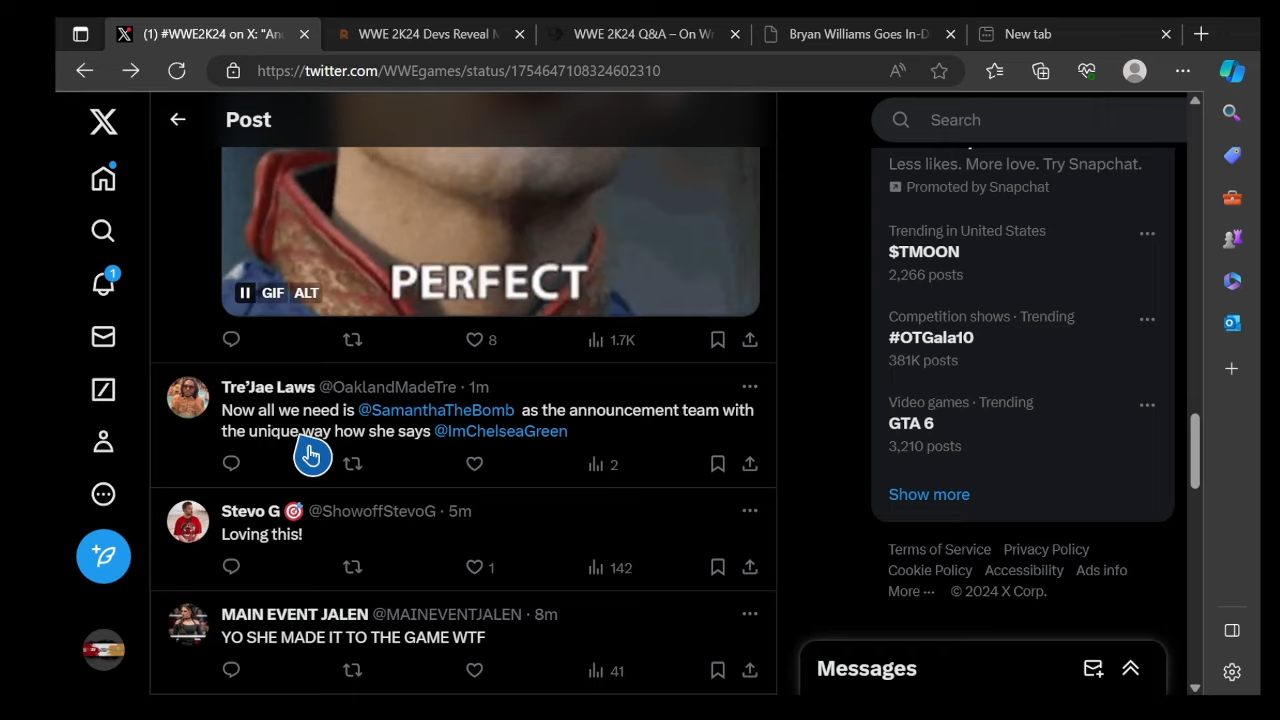 (1) #WWE2K24 on X: "An
WWE 2K24 Devs Reveal M
WWE 2K24 Q&A – On Wr
Bryan Williams Goes In-D
New tab
https://twitter.com/WWEgames/status/1754647108324602310
Post
Search
PERFECT
GIF ALT
8
1.7K
Tre'Jae Laws @OaklandMadeTre · 1m
Now all we need is @SamanthaTheBomb as the announcement team with
the unique way how she says @ImChelseaGreen
2
Stevo G 🎯 @ShowoffStevoG · 5m
Loving this!
1
142
MAIN EVENT JALEN @MAINEVENTJALEN · 8m
YO SHE MADE IT TO THE GAME WTF
41
1
Less likes. More love. Try Snapchat.
Promoted by Snapchat
Trending in United States
$TMOON
2,266 posts
Competition shows · Trending
#OTGala10
381K posts
Video games · Trending
GTA 6
3,210 posts
Show more
Terms of Service Privacy Policy
Cookie Policy Accessibility Ads info
More ··· © 2024 X Corp.
Messages